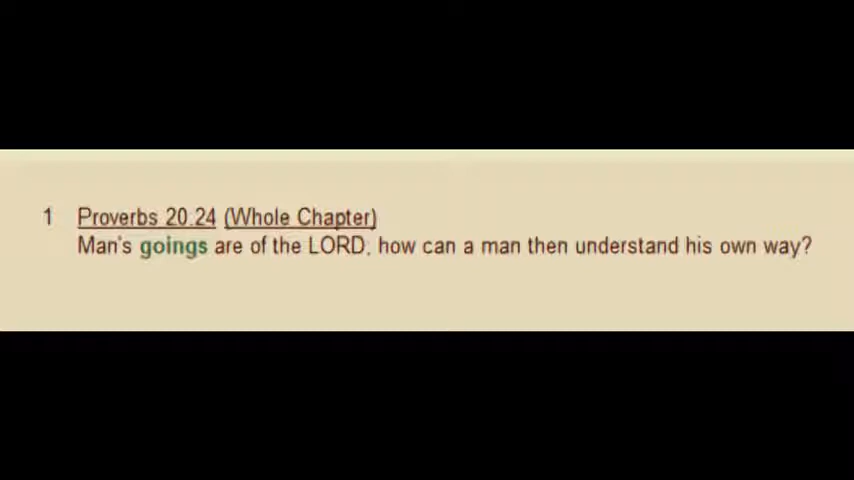 1 Proverbs 20.24 (Whole Chapter)
Man's goings are of the LORD; how can a man then understand his own way?